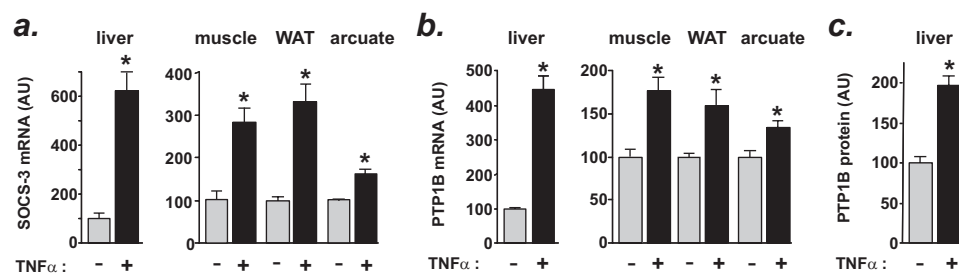 a.
liver
muscle WAT arcuate
SOCS-3 mRNA (AU)
600
400
200
0
400
300
200
100
0
* * * *
TNFα : - + - + - + - +
b.
liver
muscle WAT arcuate
PTP1B mRNA (AU)
500
400
300
200
100
0
200
150
100
50
0
* * * *
TNFα : - + - + - + - +
c.
liver
PTP1B protein (AU)
200
150
100
50
0
*
TNFα : - +